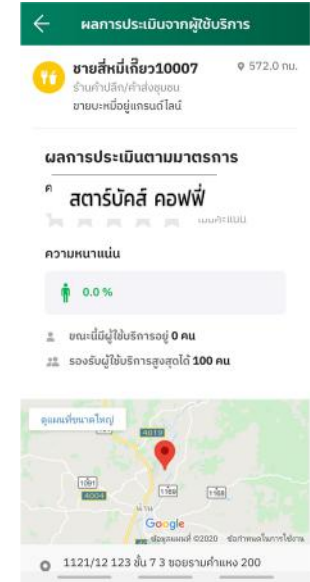 ผลการประเมินจากผู้ใช้บริการ
ชายสี่หมี่เกี๊ยว10007
572.0 กม.
ร้านค้าปลีก/ค้าส่งชุมชน
ขายบะหมี่อยู่แกรนด์ไลน์
ผลการประเมินตามมาตรการ
สตาร์บัคส์ คอฟฟี่
ความหนาแน่น
0.0 %
ขณะนี้มีผู้ใช้บริการอยู่ 0 คน
รองรับผู้ใช้บริการสูงสุดได้ 100 คน
ดูแผนที่ขนาดใหญ่
4019
1091
4004
1169
1168
น่าน
Google
ข้อมูลแผนที่ ©2020 ข้อกำหนดในการใช้งาน
1121/12 123 ชั้น 7 3 ซอยรามคำแหง 200